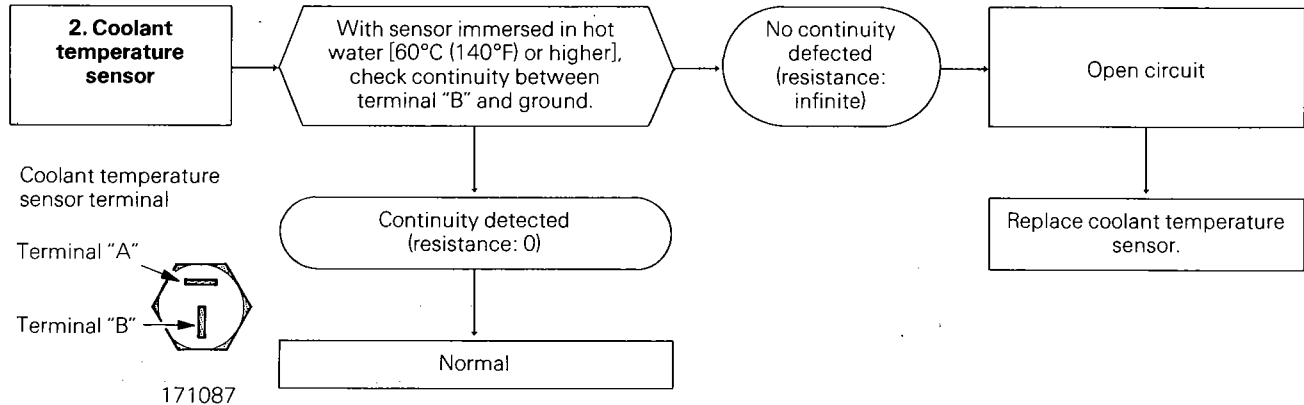 2. Coolant
temperature
sensor
With sensor immersed in hot
water [60°C (140°F) or higher],
check continuity between
terminal "B" and ground.
No continuity
defected
(resistance:
infinite)
Open circuit
Coolant temperature
sensor terminal
Terminal "A"
Terminal "B"
171087
Continuity detected
(resistance: 0)
Normal
Replace coolant temperature
sensor.